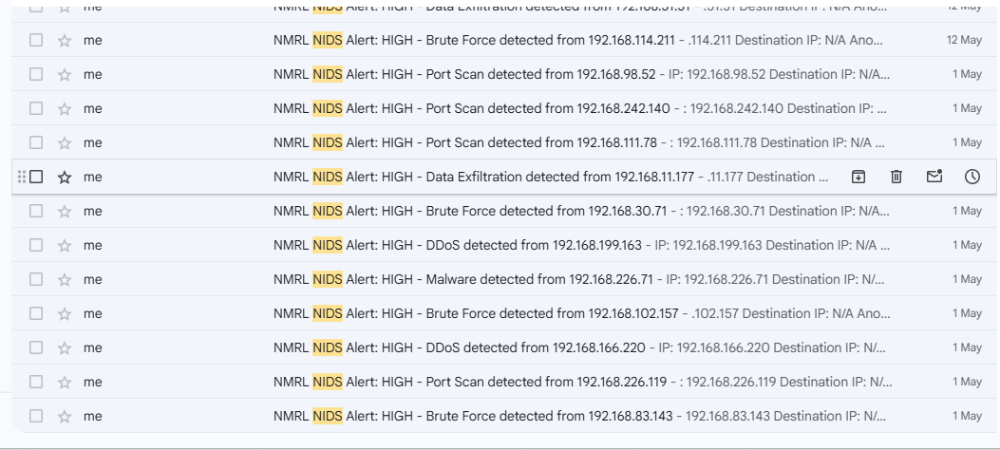 me NMRL NIDS Alert: HIGH - Data Exfiltration detected from 192.168.31.31 - .31.31 Destination IP: N/A Ano... 12 May
me NMRL NIDS Alert: HIGH - Brute Force detected from 192.168.114.211 - .114.211 Destination IP: N/A Ano... 12 May
me NMRL NIDS Alert: HIGH - Port Scan detected from 192.168.98.52 - IP: 192.168.98.52 Destination IP: N/A... 1 May
me NMRL NIDS Alert: HIGH - Port Scan detected from 192.168.242.140 - : 192.168.242.140 Destination IP: ... 1 May
me NMRL NIDS Alert: HIGH - Port Scan detected from 192.168.111.78 - : 192.168.111.78 Destination IP: N/A ... 1 May
me NMRL NIDS Alert: HIGH - Data Exfiltration detected from 192.168.11.177 - .11.177 Destination ...
me NMRL NIDS Alert: HIGH - Brute Force detected from 192.168.30.71 - : 192.168.30.71 Destination IP: N/A... 1 May
me NMRL NIDS Alert: HIGH - DDoS detected from 192.168.199.163 - IP: 192.168.199.163 Destination IP: N/A ... 1 May
me NMRL NIDS Alert: HIGH - Malware detected from 192.168.226.71 - IP: 192.168.226.71 Destination IP: N/... 1 May
me NMRL NIDS Alert: HIGH - Brute Force detected from 192.168.102.157 - .102.157 Destination IP: N/A Ano... 1 May
me NMRL NIDS Alert: HIGH - DDoS detected from 192.168.166.220 - IP: 192.168.166.220 Destination IP: N/... 1 May
me NMRL NIDS Alert: HIGH - Port Scan detected from 192.168.226.119 - : 192.168.226.119 Destination IP: N/... 1 May
me NMRL NIDS Alert: HIGH - Brute Force detected from 192.168.83.143 - 192.168.83.143 Destination IP: N/... 1 May